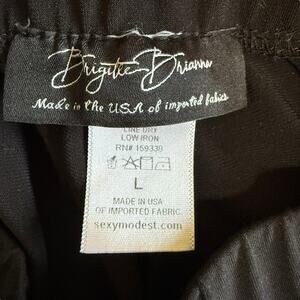 Brigitte Brianna
Made in the USA of imported fabric
LINE DRY
LOW IRON
RN# 159339
L
MADE IN USA
OF IMPORTED FABRIC
sexymodest.com